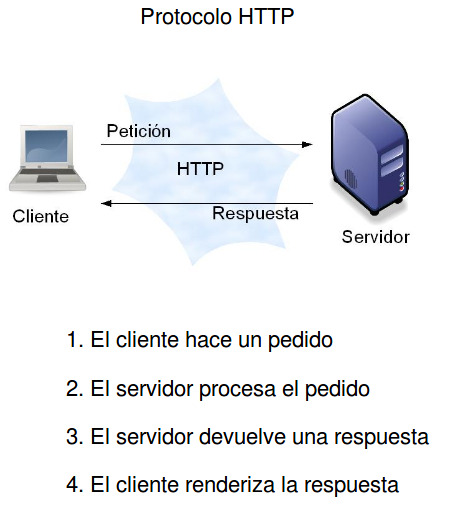 Protocolo HTTP
Petición
HTTP
Respuesta
Cliente
Servidor
1. El cliente hace un pedido
2. El servidor procesa el pedido
3. El servidor devuelve una respuesta
4. El cliente renderiza la respuesta